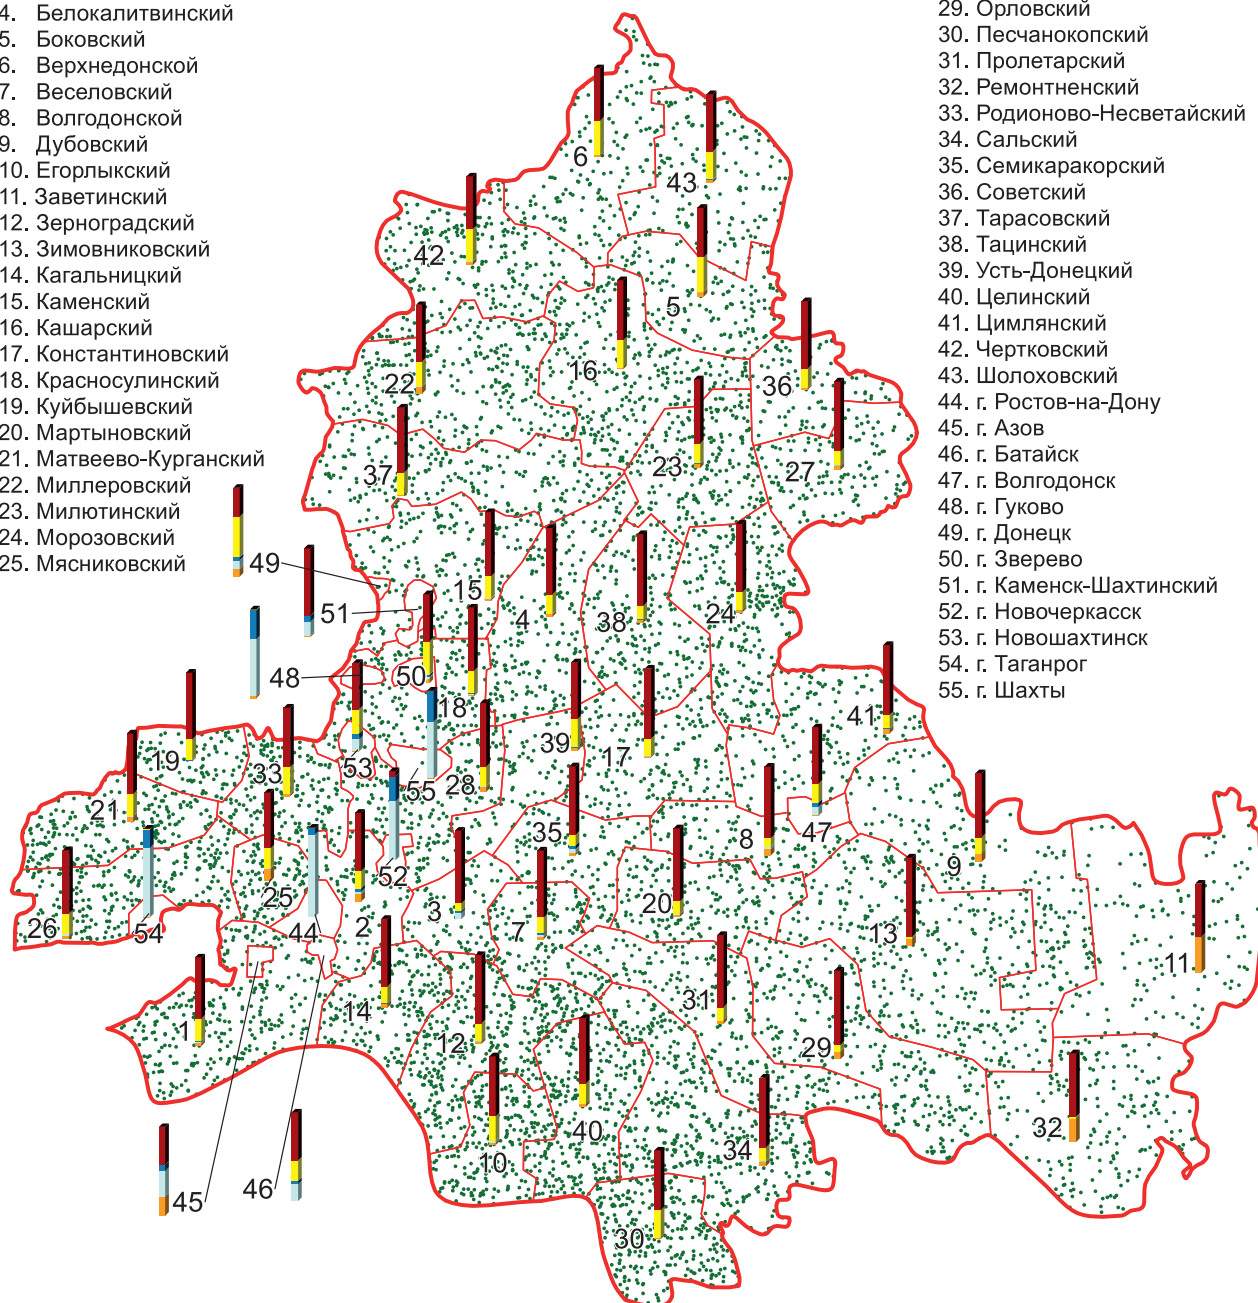 4. Белокалитвинский
5. Боковский
6. Верхнедонской
7. Веселовский
8. Волгодонской
9. Дубовский
10. Егорлыкский
11. Заветинский
12. Зерноградский
13. Зимовниковский
14. Кагальницкий
15. Каменский
16. Кашарский
17. Константиновский
18. Красносулинский
19. Куйбышевский
20. Мартыновский
21. Матвеево-Курганский
22. Миллеровский
23. Милютинский
24. Морозовский
25. Мясниковский
29. Орловский
30. Песчанокопский
31. Пролетарский
32. Ремонтненский
33. Родионово-Несветайский
34. Сальский
35. Семикаракорский
36. Советский
37. Тарасовский
38. Тацинский
39. Усть-Донецкий
40. Целинский
41. Цимлянский
42. Чертковский
43. Шолоховский
44. г. Ростов-на-Дону
45. г. Азов
46. г. Батайск
47. г. Волгодонск
48. г. Гуково
49. г. Донецк
50. г. Зверево
51. г. Каменск-Шахтинский
52. г. Новочеркасск
53. г. Новошахтинск
54. г. Таганрог
55. г. Шахты
6
43
42
5
16
22
36
23
27
37
49
15
51
4
38
24
48
50
18
41
39
17
19
53
33
55
28
21
47
35
8
9
52
25
3
20
26
54
44
2
7
13
11
31
14
1
12
29
32
40
10
34
45
46
30